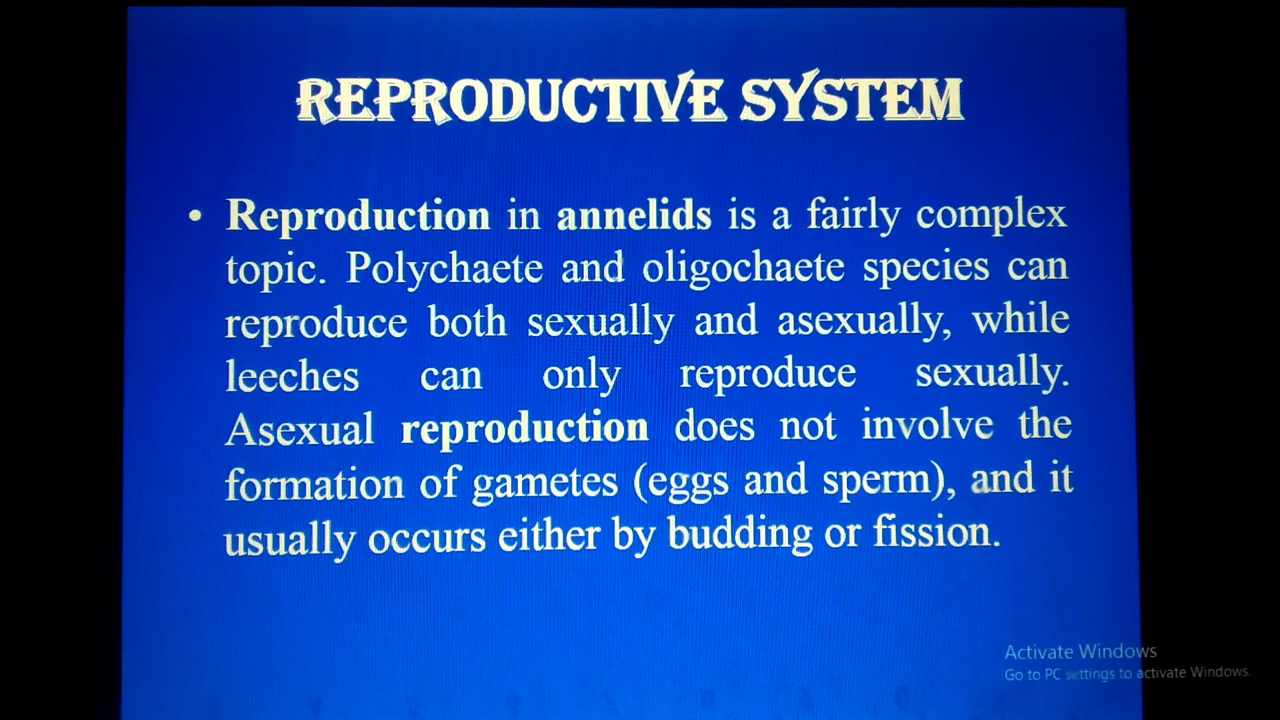 REPRODUCTIVE SYSTEM
• Reproduction in annelids is a fairly complex
topic. Polychaete and oligochaete species can
reproduce both sexually and asexually, while
leeches can only reproduce sexually.
Asexual reproduction does not involve the
formation of gametes (eggs and sperm), and it
usually occurs either by budding or fission.
Activate Windows
Go to PC settings to activate Windows.